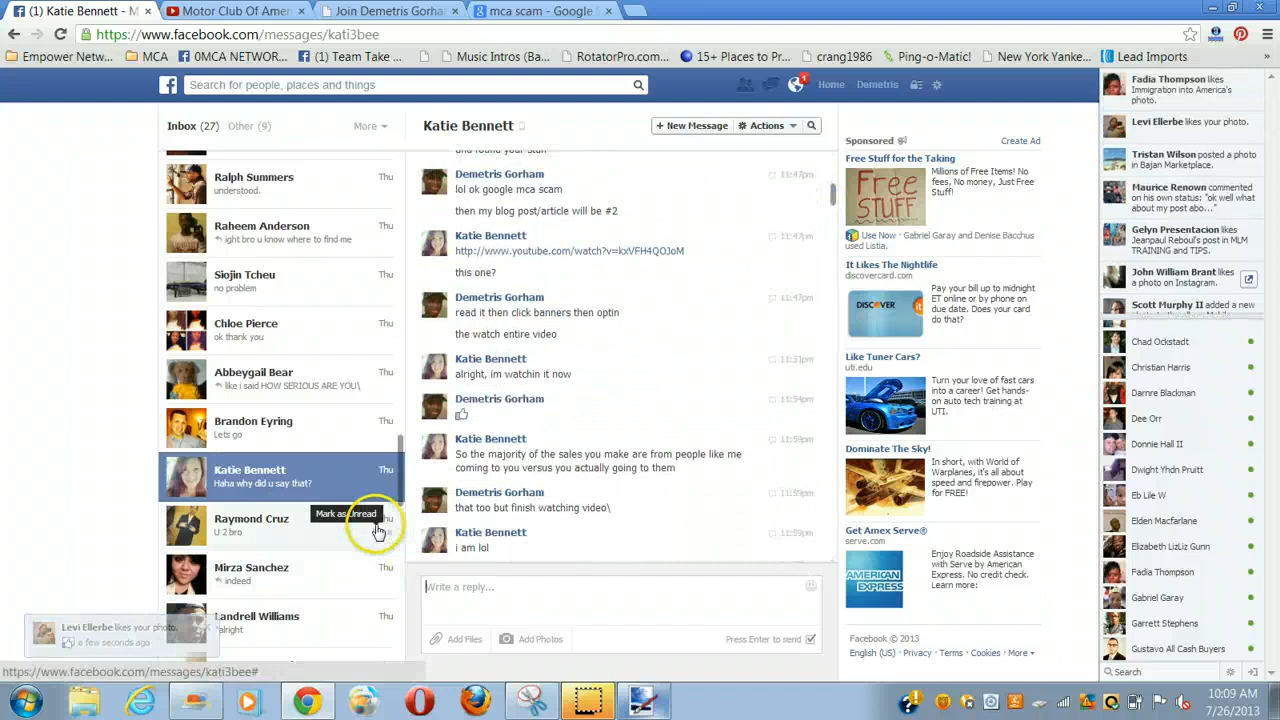 (1) Katie Bennett - M
Motor Club Of America
Join Demetris Gorham
mca scam - Google S
https://www.facebook.com/messages/kati3bee
Empower Networ...
MCA
(0MCA NETWORK...
(1) Team Take ...
Music Intros (Ba...
RotatorPro.com...
15+ Places to Pr...
crang1986
Ping-o-Matic!
New York Yanke...
Lead Imports
»
Search for people, places and things
1
Home
Demetris
Inbox (27)
Other (9)
More
Ralph Summers
Thu
understood.
Raheem Anderson
Thu
ight bro u know where to find me
Siojin Tcheu
Thu
no problem
Chloe Pierce
Thu
ok thank you
Abbeygail Bear
Thu
like i said HOW SERIOUS ARE YOU\
Brandon Eyring
Thu
Lets go
Katie Bennett
Thu
Haha why did u say that?
Mark as Unread
Raymond Cruz
U 2 bro
Mirza Sanchez
Thu
indeed
Landrell Williams
Thu
alright
Levi Ellerbe likes your photo.
a few seconds ago
https://www.facebook.com/messages/kati3bee#
Katie Bennett
+ New Message
Actions
and found your stuff
Demetris Gorham
11:47pm
lol ok google mca scam
then my blog post/article will be #2
Katie Bennett
11:47pm
http://www.youtube.com/watch?v=kxVFH4QOJoM
this one?
Demetris Gorham
11:47pm
read it then click banners then optin
the watch entire video
Katie Bennett
11:51pm
alright, im watchin it now
Demetris Gorham
11:54pm
Katie Bennett
11:59pm
So the majority of the sales you make are from people like me
coming to you versus you actually going to them
Demetris Gorham
11:59pm
that too but finish watching video\
Katie Bennett
11:59pm
i am lol
Write a reply...
Add Files
Add Photos
Press Enter to send
Sponsored
Create Ad
Free Stuff for the Taking
FREE STUFF
Millions of Free Items! No
fees, No money, Just Free
Stuff!
Use Now · Gabriel Garay and Denise Bacchus
used Listia.
It Likes The Nightlife
discovercard.com
DISCOVER
it
Pay your bill up to midnight
ET online or by phone on
your due date. Does your card
do that?
Like Tuner Cars?
uti.edu
Turn your love of fast cars
into a career! Get hands-
on auto tech training at
UTI.
Dominate The Sky!
In short, with World of
Warplanes, it's all about
speed and firepower. Play
for FREE!
Get Amex Serve®
serve.com
AMERICAN
EXPRESS
Enjoy Roadside Assistance
with Serve by American
Express. No credit check.
Learn more:
Facebook © 2013
English (US) · Privacy · Terms · Cookies · More
Fadia Thompson likes
Immigration into America's
photo.
Levi Ellerbe likes your photo.
Tristan Wilson posted a photo
in Bajan Marketplace.
Maurice Renown commented
on his own status: "ok well what
about my post abo..."
Gelyn Presentacion likes
Jeanpaul Reboul's post in MLM
TRAINING and TIPS.
John William Brant likes
a photo on Instagram.
Scott Murphy II added a new
Chad Ockstadt
Christian Harris
Darnre Blackman
Dee Orr
Donnie Hall II
Dwight Yhdn Pruitt
Eb Lile W
Elden Macfarlane
Elizabeth LizLiz Gunn
Fadia Thompson
Gabriel Garay
Garrett Stephens
Gustavo All Cash Buyers
Search
10:09 AM
7/26/2013